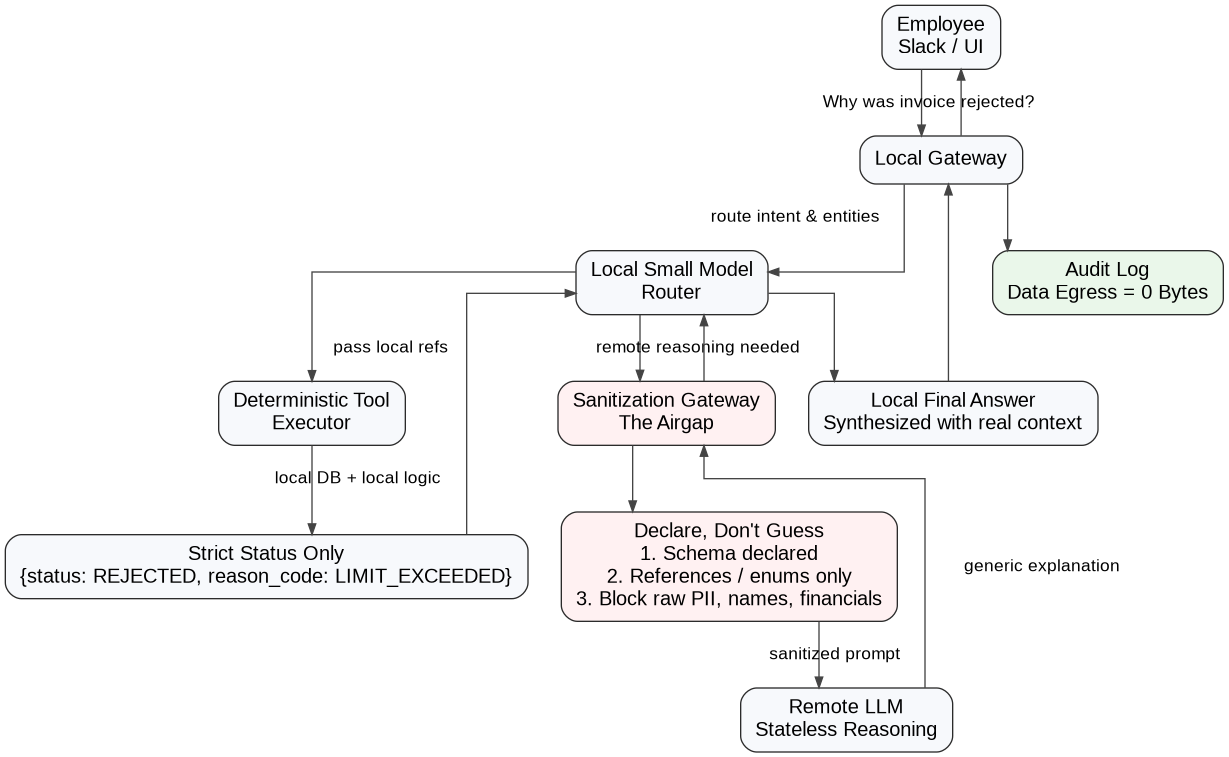 Employee
Slack / UI
Why was invoice rejected?
Local Gateway
route intent & entities
Local Small Model
Router
Audit Log
Data Egress = 0 Bytes
pass local refs
remote reasoning needed
Deterministic Tool
Executor
Sanitization Gateway
The Airgap
Local Final Answer
Synthesized with real context
local DB + local logic
Strict Status Only
{status: REJECTED, reason_code: LIMIT_EXCEEDED}
Declare, Don't Guess
1. Schema declared
2. References / enums only
3. Block raw PII, names, financials
generic explanation
sanitized prompt
Remote LLM
Stateless Reasoning